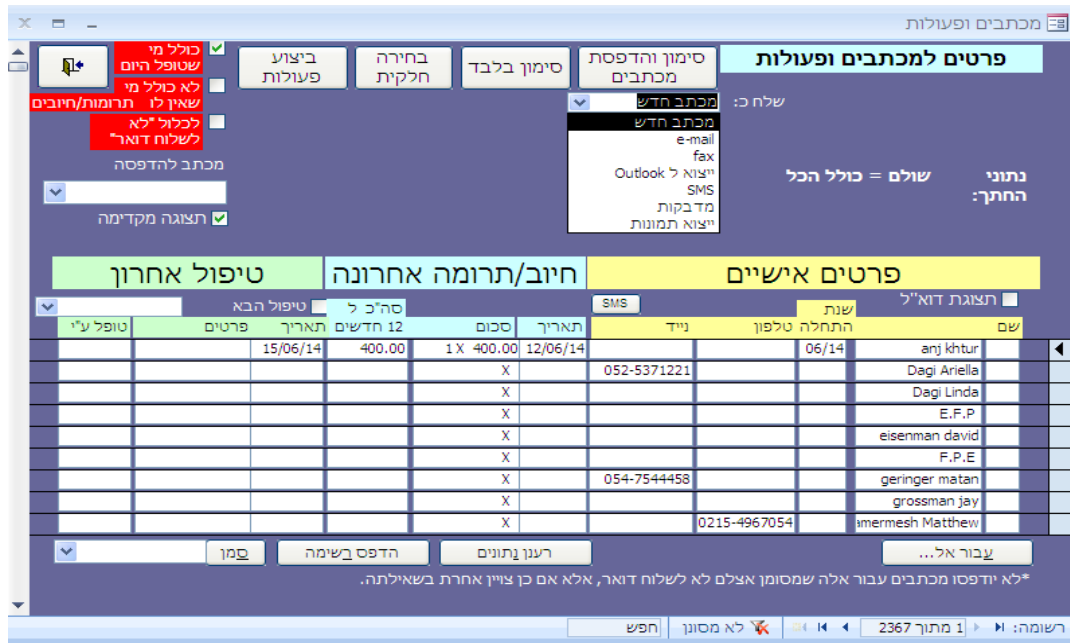 מכתבים ופעולות
פרטים למכתבים ופעולות
סימון והדפסת
מכתבים
סימון בלבד
בחירה
חלקית
ביצוע
פעולות
כולל מי
שטופל היום
לא כולל מי
שאין לו תרומות/חיובים
לכלול "לא
לשלוח דואר"
שלח כ:
מכתב חדש
מכתב חדש
e-mail
fax
ייצוא ל Outlook
SMS
מדבקות
ייצוא תמונות
מכתב להדפסה
תצוגה מקדימה
נתוני
החתך:
שולם = כולל הכל
פרטים אישיים
חיוב/תרומה אחרונה
טיפול אחרון
תצוגת דוא"ל
SMS
טיפול הבא
שם
שנת
התחלה
טלפון
נייד
תאריך
סכום
סה"כ ל
12 חדשים
תאריך
פרטים
טופל ע"י
anj khtur 06/14 12/06/14 400.00 X 1 400.00 15/06/14
Dagi Ariella 052-5371221 X
Dagi Linda X
E.F.P X
eisenman david X
F.P.E X
geringer matan 054-7544458 X
grossman jay X
amermesh Matthew 0215-4967054 X
עבור אל...
רענן נתונים
הדפס רשימה
סמן
*לא יודפסו מכתבים עבור אלה שמסומן אצלם לא לשלוח דואר, אלא אם כן צויין אחרת בשאילתה.
רשומה: 1 מתוך 2367 לא מסונן חפש